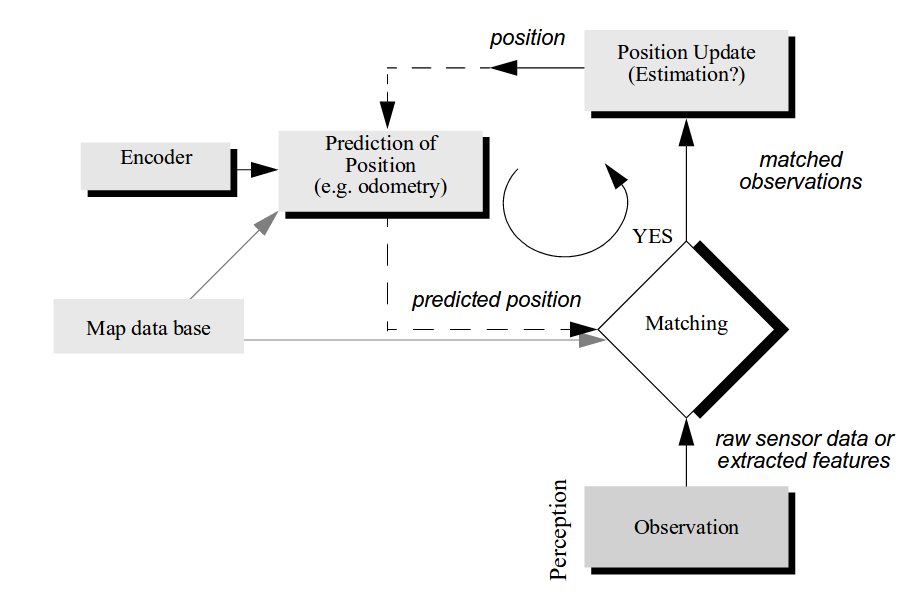 position
Position Update
(Estimation?)
Encoder
Prediction of
Position
(e.g. odometry)
matched
observations
YES
predicted position
Map data base
Matching
raw sensor data or
extracted features
Perception
Observation